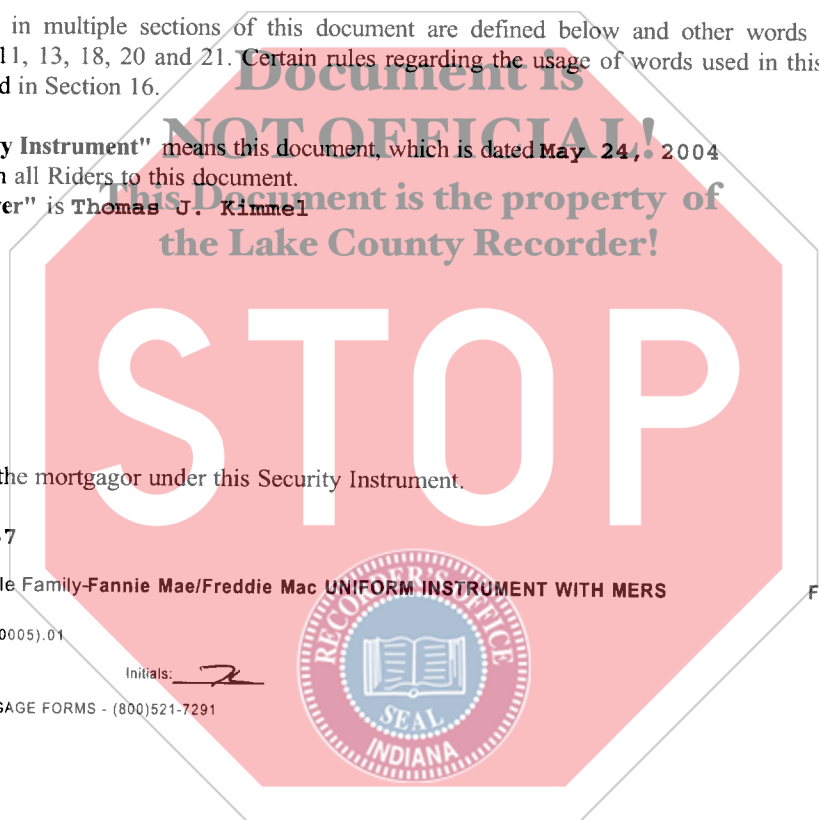 in multiple sections of this document are defined below and other words
11, 13, 18, 20 and 21. Certain rules regarding the usage of words used in this
d in Section 16.
Document is
NOT OFFICIAL!
This Document is the property of
the Lake County Recorder!
y Instrument" means this document, which is dated May 24, 2004
all Riders to this document.
er" is Thomas J. Kimmel
STOP
the mortgagor under this Security Instrument.
7
le Family-Fannie Mae/Freddie Mac UNIFORM INSTRUMENT WITH MERS F
0005).01
Initials:
GAGE FORMS - (800)521-7291
RECORDER'S OFFICE
SEAL
INDIANA